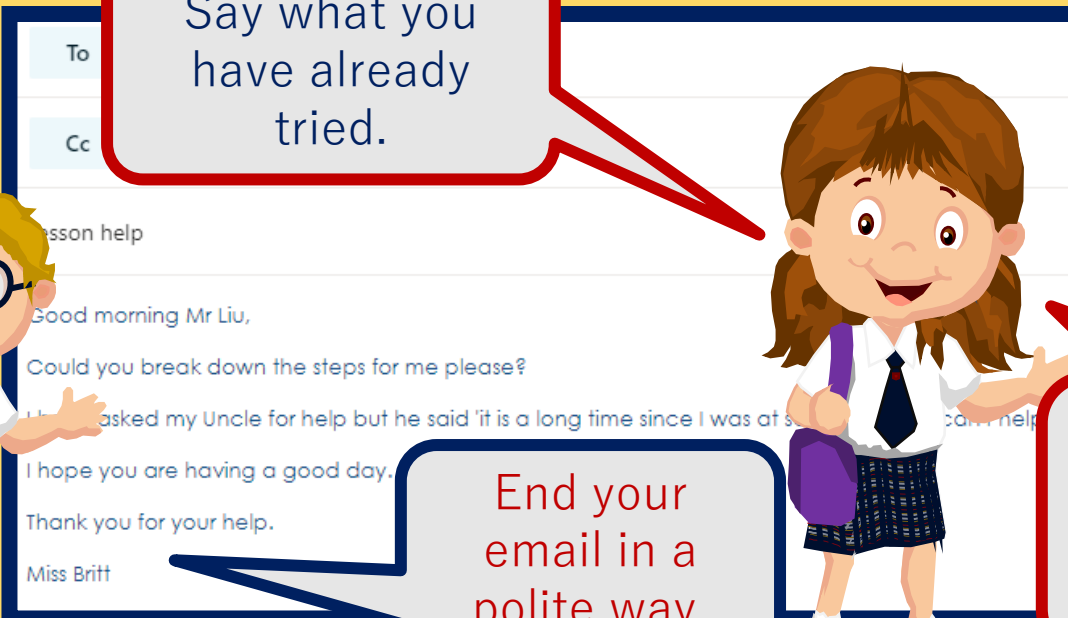 Say what you
have already
tried.
To
Cc
esson help
Good morning Mr Liu,
Could you break down the steps for me please?
I asked my Uncle for help but he said 'it is a long time since I was at help
I hope you are having a good day.
Thank you for your help.
Miss Britt
End your
email in a
polite way